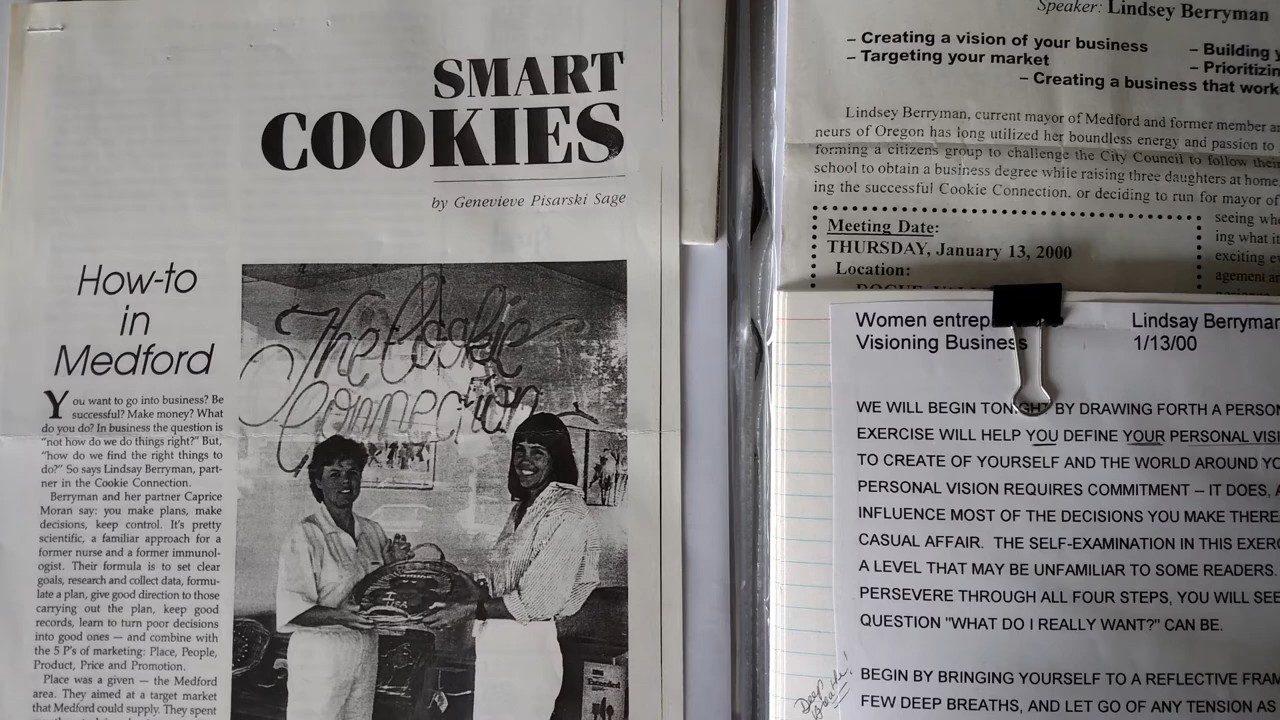 SMART
COOKIES
by Genevieve Pisarski Sage
How-to
in
Medford
You want to go into business? Be
successful? Make money? What
do you do? In business the question is
"not how do we do things right?" But,
"how do we find the right things to
do?" So says Lindsay Berryman, part-
ner in the Cookie Connection.
Berryman and her partner Caprice
Moran say: you make plans, make
decisions, keep control. It's pretty
scientific, a familiar approach for a
former nurse and a former immunol-
ogist. Their formula is to set clear
goals, research and collect data, formu-
late a plan, give good direction to those
carrying out the plan, keep good
records, learn to turn poor decisions
into good ones — and combine with
the 5 P's of marketing: Place, People,
Product, Price and Promotion.
Place was a given — the Medford
area. They aimed at a target market
that Medford could supply. They spent
The Cookie
Connection
Speaker: Lindsey Berryman
– Creating a vision of your business – Building
– Targeting your market – Prioritizin
– Creating a business that work
Lindsey Berryman, current mayor of Medford and former member
neurs of Oregon has long utilized her boundless energy and passion to
forming a citizens group to challenge the City Council to follow their
school to obtain a business degree while raising three daughters at home
ing the successful Cookie Connection, or deciding to run for mayor of
Meeting Date:
THURSDAY, January 13, 2000
Location:
seeing
ing what it
exciting
agement
Women entrep
Visioning Business
Lindsay Berryman
1/13/00
WE WILL BEGIN TONIGHT BY DRAWING FORTH A PERSON
EXERCISE WILL HELP YOU DEFINE YOUR PERSONAL VISI
TO CREATE OF YOURSELF AND THE WORLD AROUND YO
PERSONAL VISION REQUIRES COMMITMENT – IT DOES,
INFLUENCE MOST OF THE DECISIONS YOU MAKE THERE
CASUAL AFFAIR. THE SELF-EXAMINATION IN THIS EXERC
A LEVEL THAT MAY BE UNFAMILIAR TO SOME READERS.
PERSEVERE THROUGH ALL FOUR STEPS, YOU WILL SEE
QUESTION "WHAT DO I REALLY WANT?" CAN BE.
BEGIN BY BRINGING YOURSELF TO A REFLECTIVE FRAM
FEW DEEP BREATHS, AND LET GO OF ANY TENSION AS
Deep
breathe!